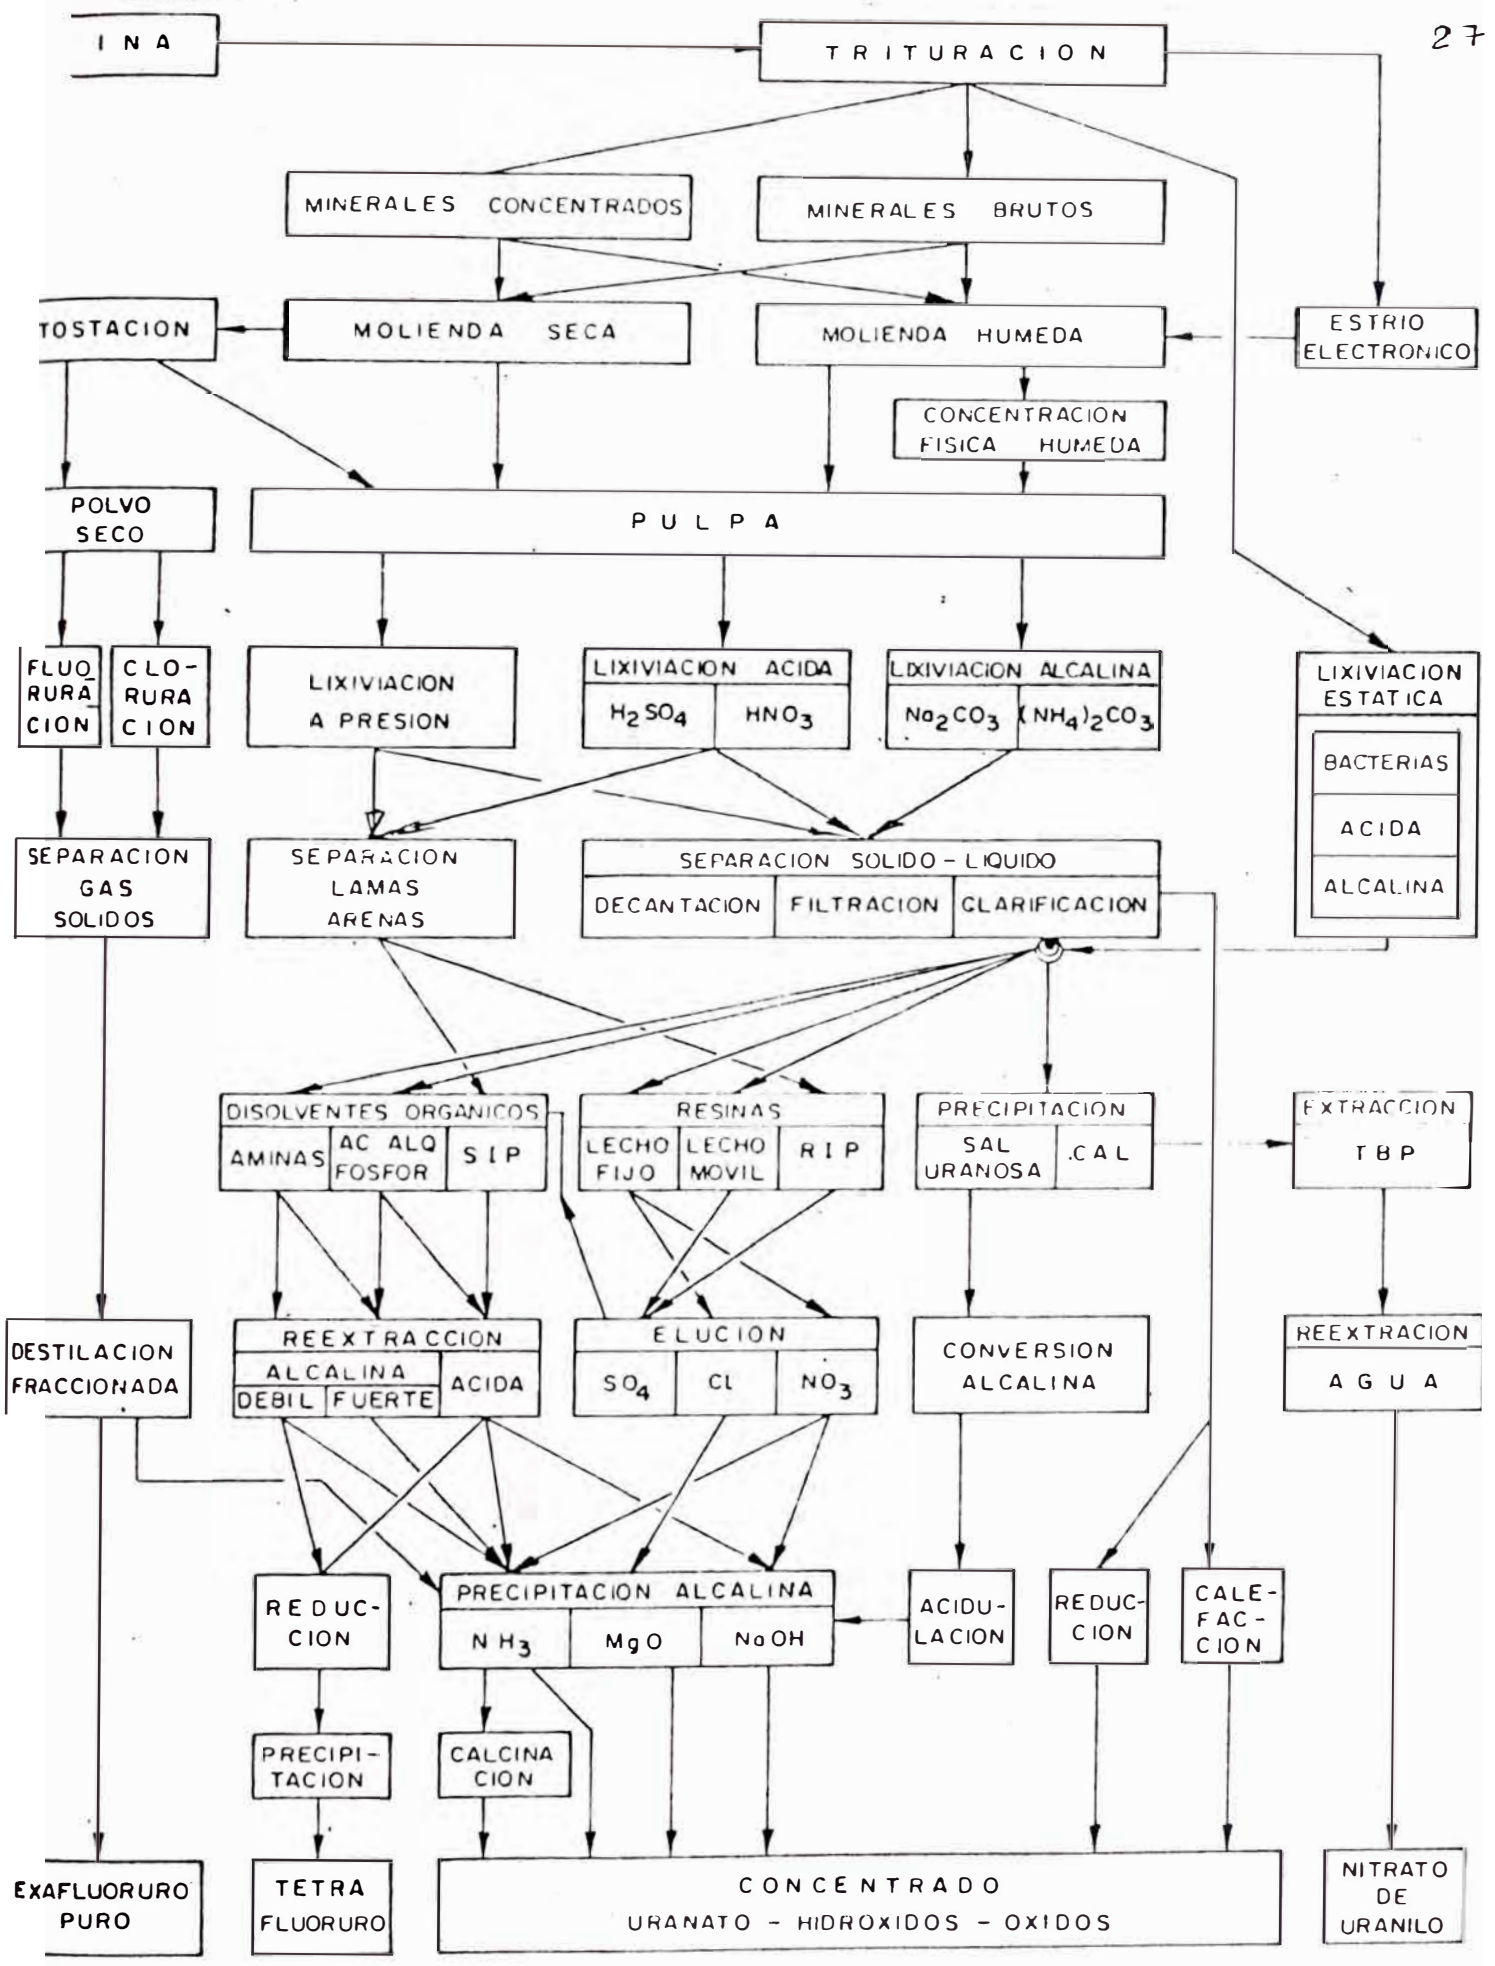 27
I N A
TRITURACION
MINERALES CONCENTRADOS
MINERALES BRUTOS
TOSTACION
MOLIENDA SECA
MOLIENDA HUMEDA
ESTRIO
ELECTRONICO
CONCENTRACION
FISICA HUMEDA
POLVO
SECO
PULPA
FLUO
RURA
CION
CLO-
RURA
CION
LIXIVIACION
A PRESION
LIXIVIACION ACIDA
H2SO4
HNO3
LIXIVIACION ALCALINA
Na2CO3
(NH4)2CO3
LIXIVIACION
ESTATICA
BACTERIAS
ACIDA
ALCALINA
SEPARACION
GAS
SOLIDOS
SEPARACION
LAMAS
ARENAS
SEPARACION SOLIDO-LIQUIDO
DECANTACION
FILTRACION
CLARIFICACION
DISOLVENTES ORGANICOS
AMINAS
AC ALQ
FOSFOR
SIP
RESINAS
LECHO
FIJO
LECHO
MOVIL
RIP
PRECIPITACION
SAL
URANOSA
.CAL
EXTRACCION
TBP
DESTILACION
FRACCIONADA
REEXTRACCION
ALCALINA
DEBIL
FUERTE
ACIDA
ELUCION
SO4
Cl
NO3
CONVERSION
ALCALINA
REEXTRACION
AGUA
REDUC-
CION
PRECIPITACION ALCALINA
NH3
MgO
NaOH
ACIDU-
LACION
REDUC-
CION
CALE-
FAC-
CION
PRECIPI-
TACION
CALCINA
CION
EXAFLUORURO
PURO
TETRA
FLUORURO
CONCENTRADO
URANATO - HIDROXIDOS - OXIDOS
NITRATO
DE
URANILO